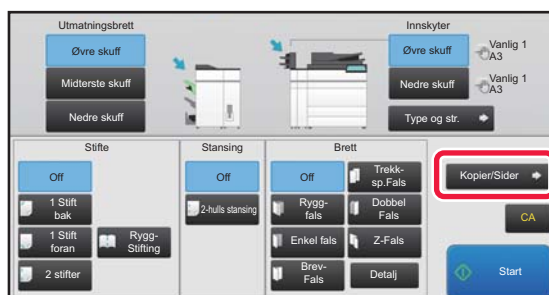 Utmatningsbrett
Øvre skuff
Midterste skuff
Nedre skuff
Innskyter
Øvre skuff
Vanlig 1
A3
Nedre skuff
Vanlig 1
A3
Type og str.
Stifte
Off
1 Stift
bak
1 Stift
foran
Rygg-
Stifting
2 stifter
Stansing
Off
2-hulls stansing
Brett
Off
Trekk-
sp.Fals
Rygg-
fals
Dobbel
Fals
Enkel fals
Z-Fals
Brev-
Fals
Detalj
Kopier/Sider
CA
Start